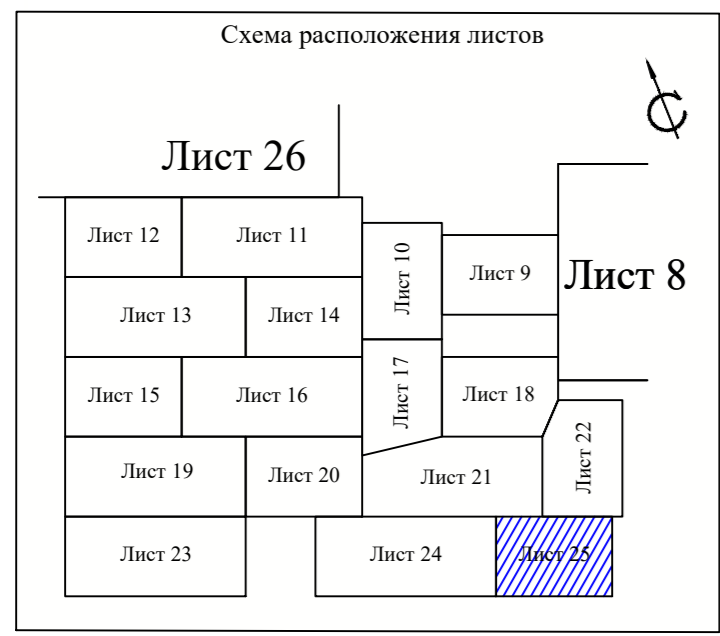 Схема расположения листов
С
Лист 26
Лист 12
Лист 11
Лист 10
Лист 9
Лист 8
Лист 13
Лист 14
Лист 15
Лист 16
Лист 17
Лист 18
Лист 19
Лист 20
Лист 21
Лист 22
Лист 23
Лист 24
Лист 25